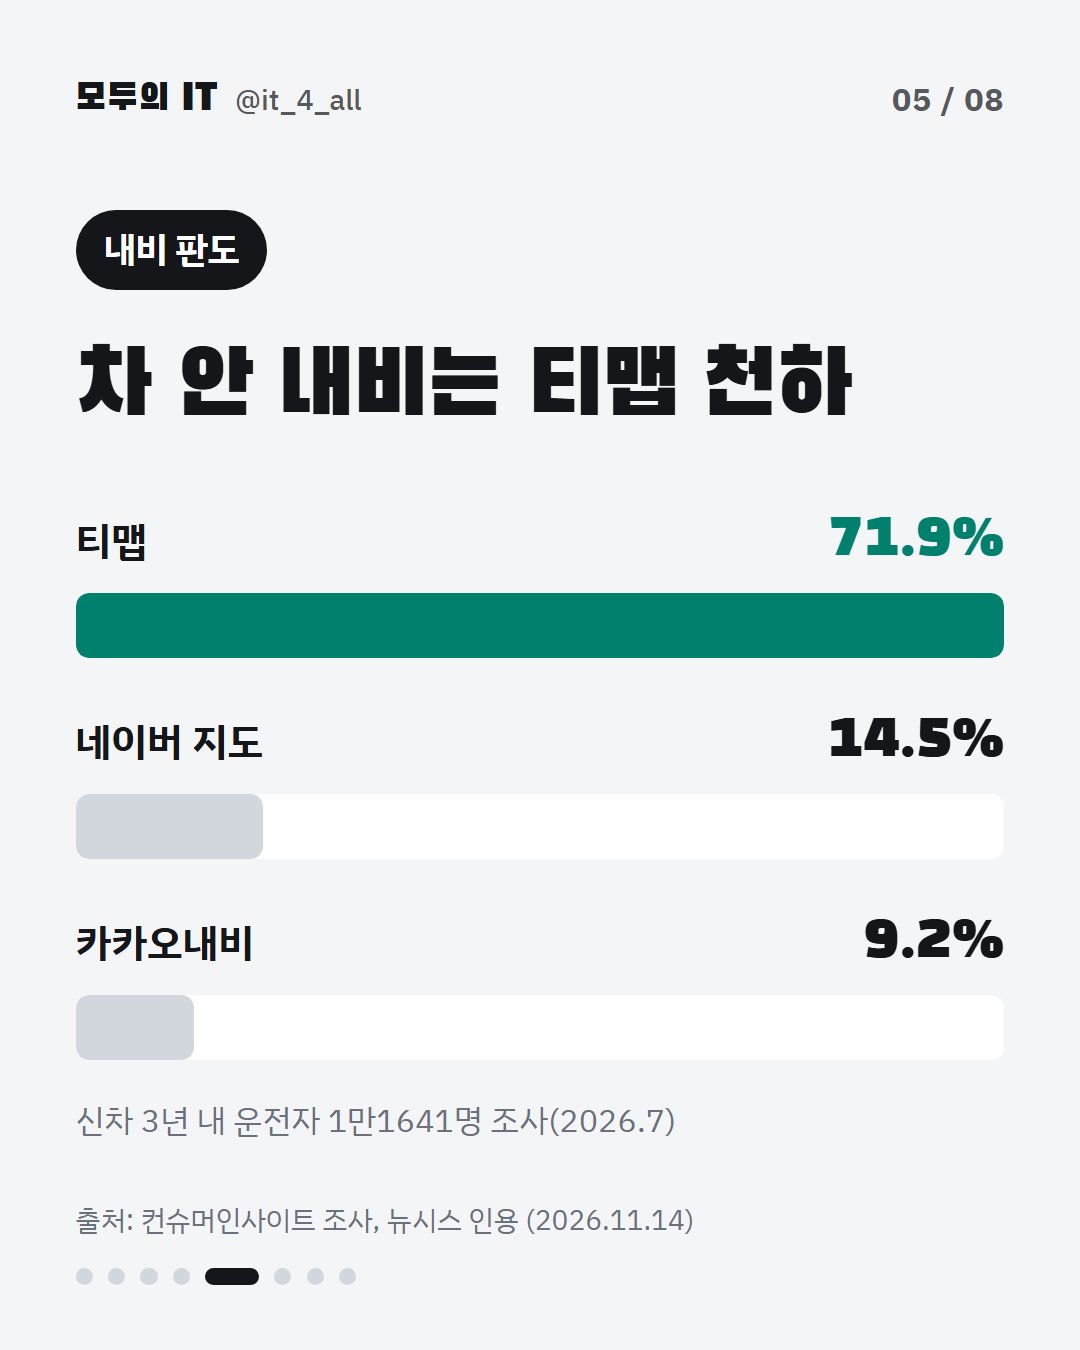 모두의 IT @it_4_all 05 / 08
내비 판도
차 안 내비는 티맵 천하
티맵 71.9%
네이버 지도 14.5%
카카오내비 9.2%
신차 3년 내 운전자 1만1641명 조사(2026.7)
출처: 컨슈머인사이트 조사, 뉴시스 인용 (2026.11.14)